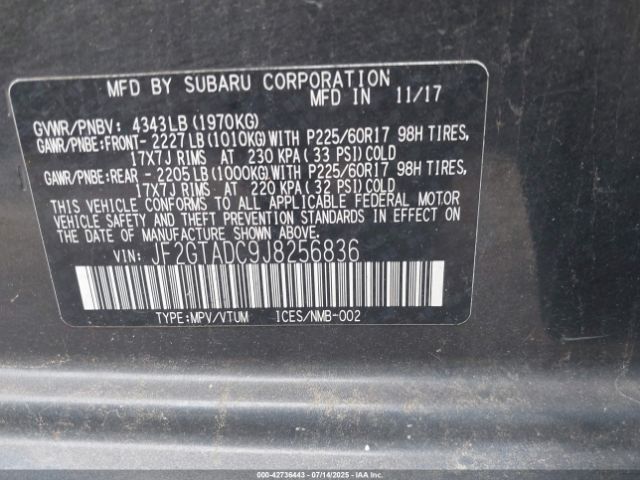 MFD BY SUBARU CORPORATION
MFD IN 11/17
GVWR/PNBV: 4343LB(1970KG)
GAWR/PNBE:FRONT- 2227LB(1010KG)WITH P225/60R17 98H TIRES,
17X7J RIMS AT 230 KPA(33 PSI)COLD
GAWR/PNBE:REAR - 2205LB(1000KG)WITH P225/60R17 98H TIRES,
17X7J RIMS AT 220 KPA(32 PSI)COLD
THIS VEHICLE CONFORMS TO ALL APPLICABLE FEDERAL MOTOR
VEHICLE SAFETY AND THEFT PREVENTION STANDARDS IN EFFECT
ON THE DATE OF MANUFACTURE SHOWN ABOVE.
VIN: JF2GTADC9J8256836
TYPE:MPV/VTUM ICES/NMB-002
000-42736443 - 07/14/2025 - COPYRIGHT IAA, LLC.